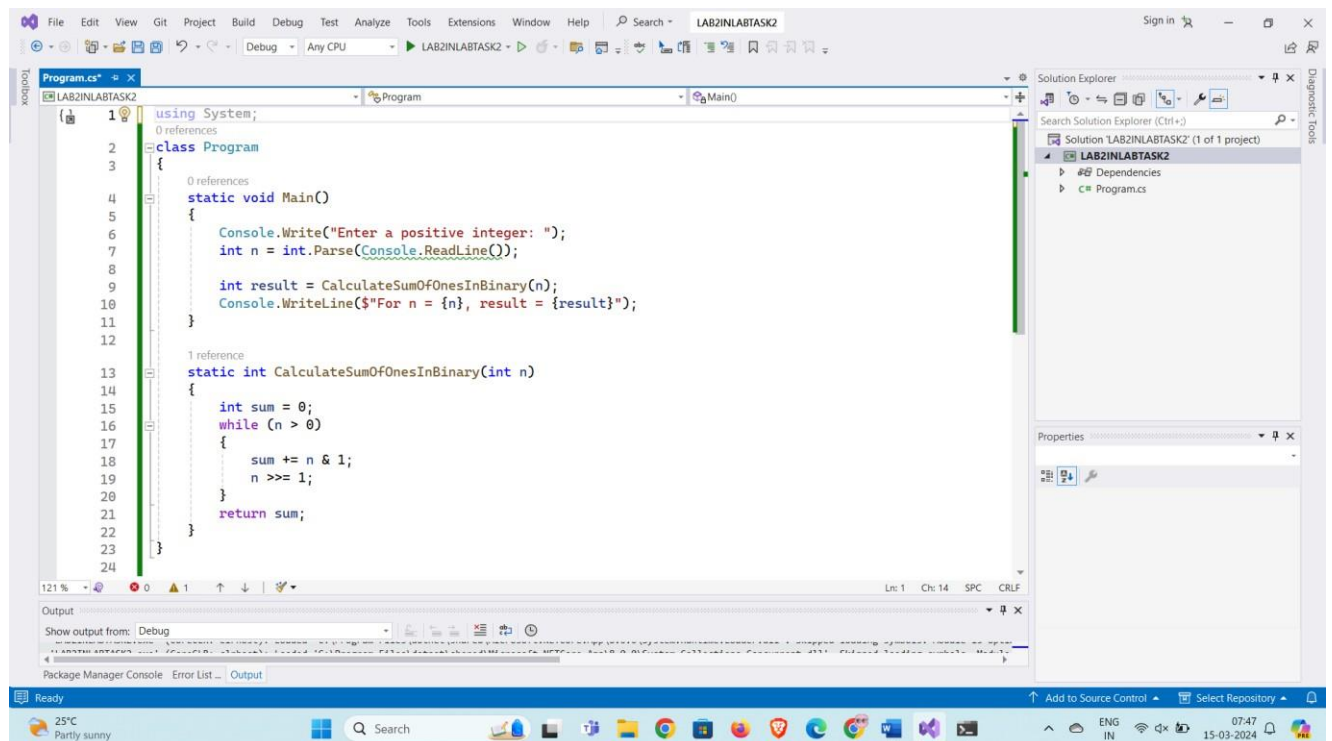 File Edit View Git Project Build Debug Test Analyze Tools Extensions Window Help Search LAB2INLABTASK2 Sign in
Debug Any CPU LAB2INLABTASK2
Toolbox
Program.cs*
LAB2INLABTASK2 Program Main()
1 using System;
0 references
2 class Program
3 {
0 references
4 static void Main()
5 {
6 Console.Write("Enter a positive integer: ");
7 int n = int.Parse(Console.ReadLine());
8
9 int result = CalculateSumOfOnesInBinary(n);
10 Console.WriteLine($"For n = {n}, result = {result}");
11 }
12
1 reference
13 static int CalculateSumOfOnesInBinary(int n)
14 {
15 int sum = 0;
16 while (n > 0)
17 {
18 sum += n & 1;
19 n >>= 1;
20 }
21 return sum;
22 }
23 }
24
121 % 0 1 Ln: 1 Ch: 14 SPC CRLF
Output
Show output from: Debug
Package Manager Console Error List ... Output
Solution Explorer
Search Solution Explorer (Ctrl+;)
Solution 'LAB2INLABTASK2' (1 of 1 project)
LAB2INLABTASK2
Dependencies
C# Program.cs
Properties
Diagnostic Tools
Ready Add to Source Control Select Repository
25°C
Partly sunny
Search
ENG
IN
07:47
15-03-2024